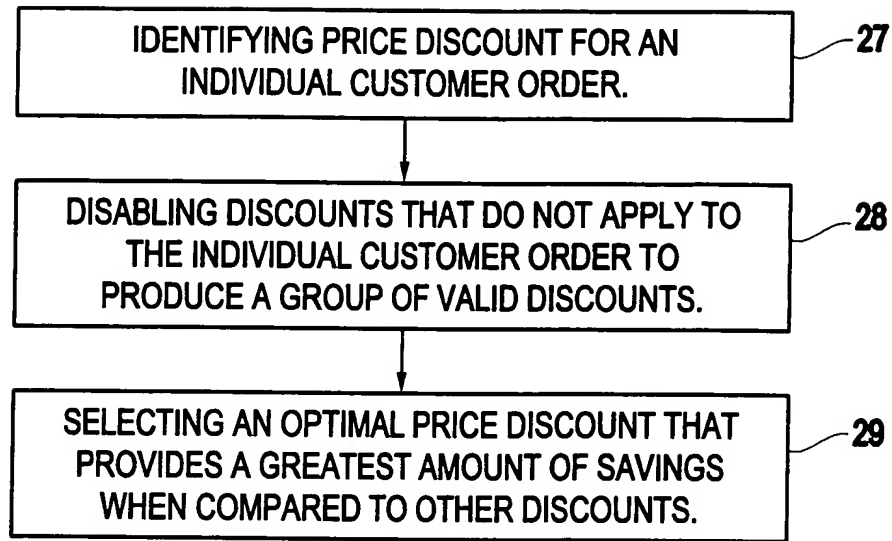 IDENTIFYING PRICE DISCOUNT FOR AN
INDIVIDUAL CUSTOMER ORDER.
27
DISABLING DISCOUNTS THAT DO NOT APPLY TO
THE INDIVIDUAL CUSTOMER ORDER TO
PRODUCE A GROUP OF VALID DISCOUNTS.
28
SELECTING AN OPTIMAL PRICE DISCOUNT THAT
PROVIDES A GREATEST AMOUNT OF SAVINGS
WHEN COMPARED TO OTHER DISCOUNTS.
29